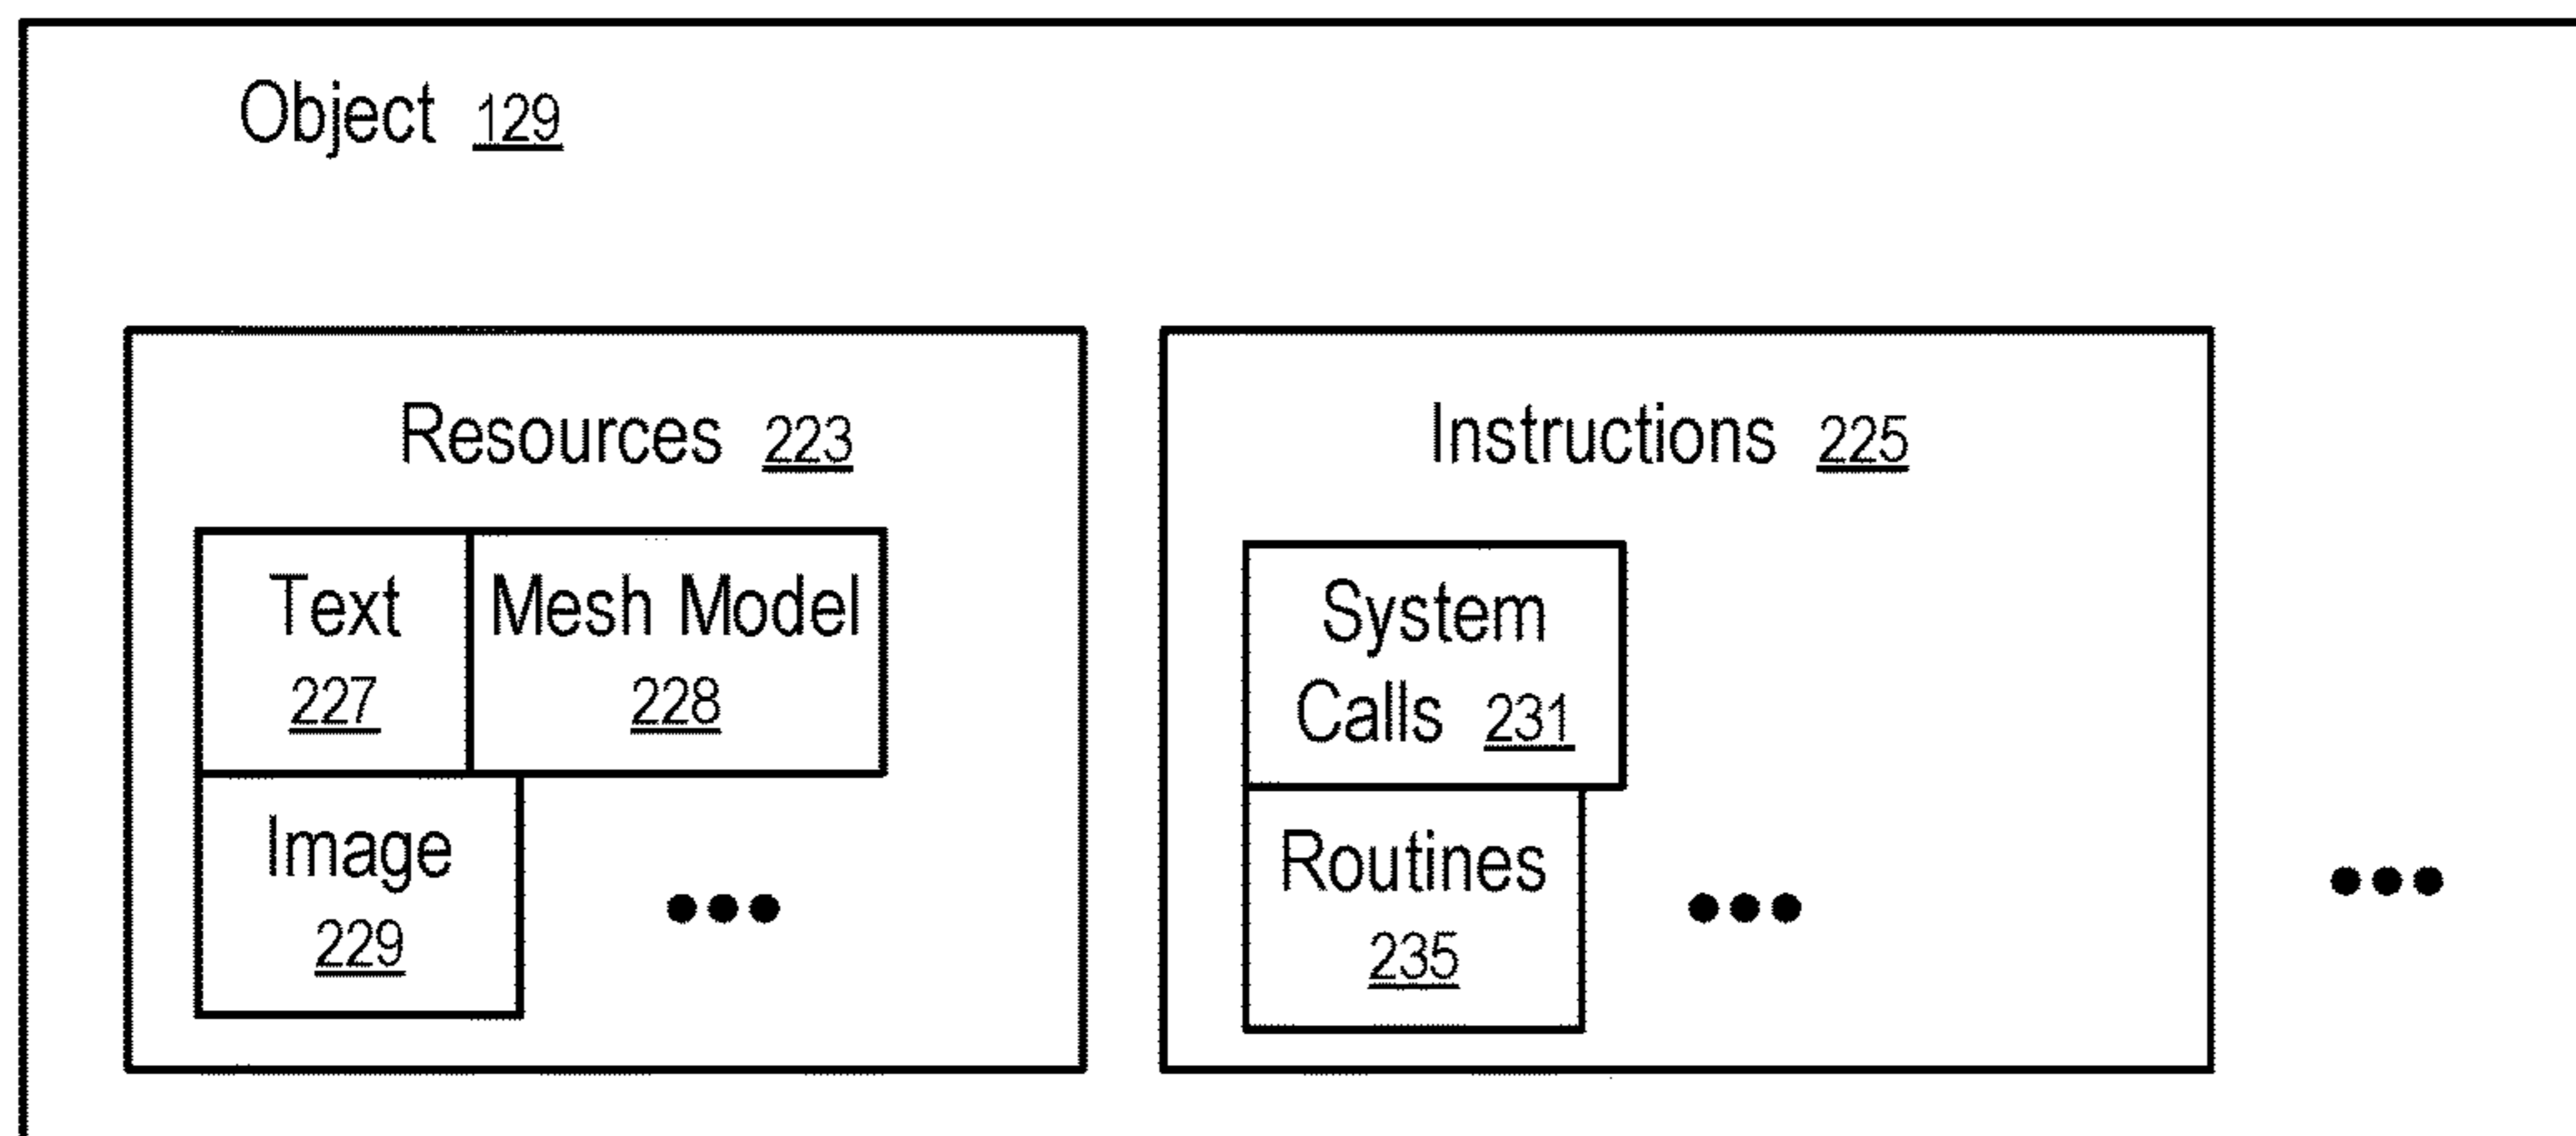 Object 129
Resources 223
Text
227
Mesh Model
228
Image
229
Instructions 225
System
Calls 231
Routines
235